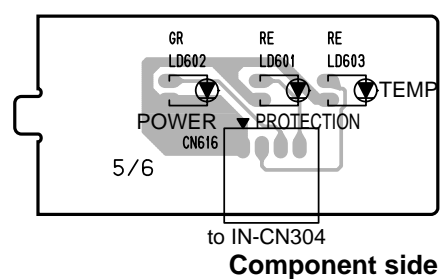 GR RE RE
LD602 LD601 LD603
TEMP
POWER PROTECTION
CN616
5/6
to IN-CN304
Component side